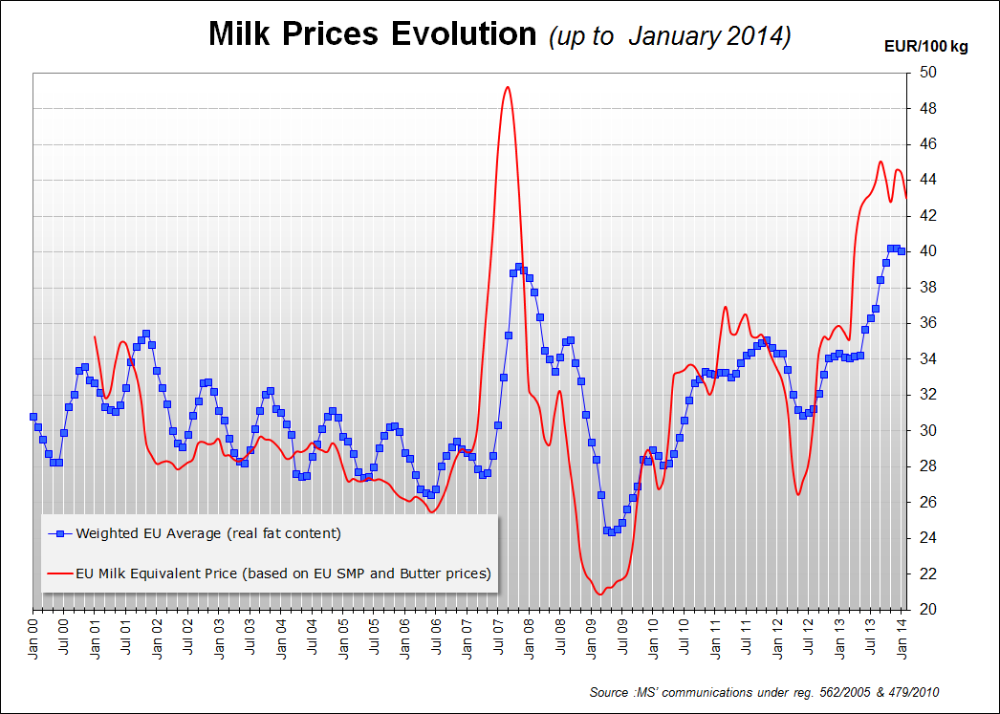 Milk Prices Evolution (up to January 2014)
EUR/100 kg
50
48
46
44
42
40
38
36
34
32
30
28
26
24
22
20
Weighted EU Average (real fat content)
EU Milk Equivalent Price (based on EU SMP and Butter prices)
Jan 00
Jul 00
Jan 01
Jul 01
Jan 02
Jul 02
Jan 03
Jul 03
Jan 04
Jul 04
Jan 05
Jul 05
Jan 06
Jul 06
Jan 07
Jul 07
Jan 08
Jul 08
Jan 09
Jul 09
Jan 10
Jul 10
Jan 11
Jul 11
Jan 12
Jul 12
Jan 13
Jul 13
Jan 14
Source :MS' communications under reg. 562/2005 & 479/2010